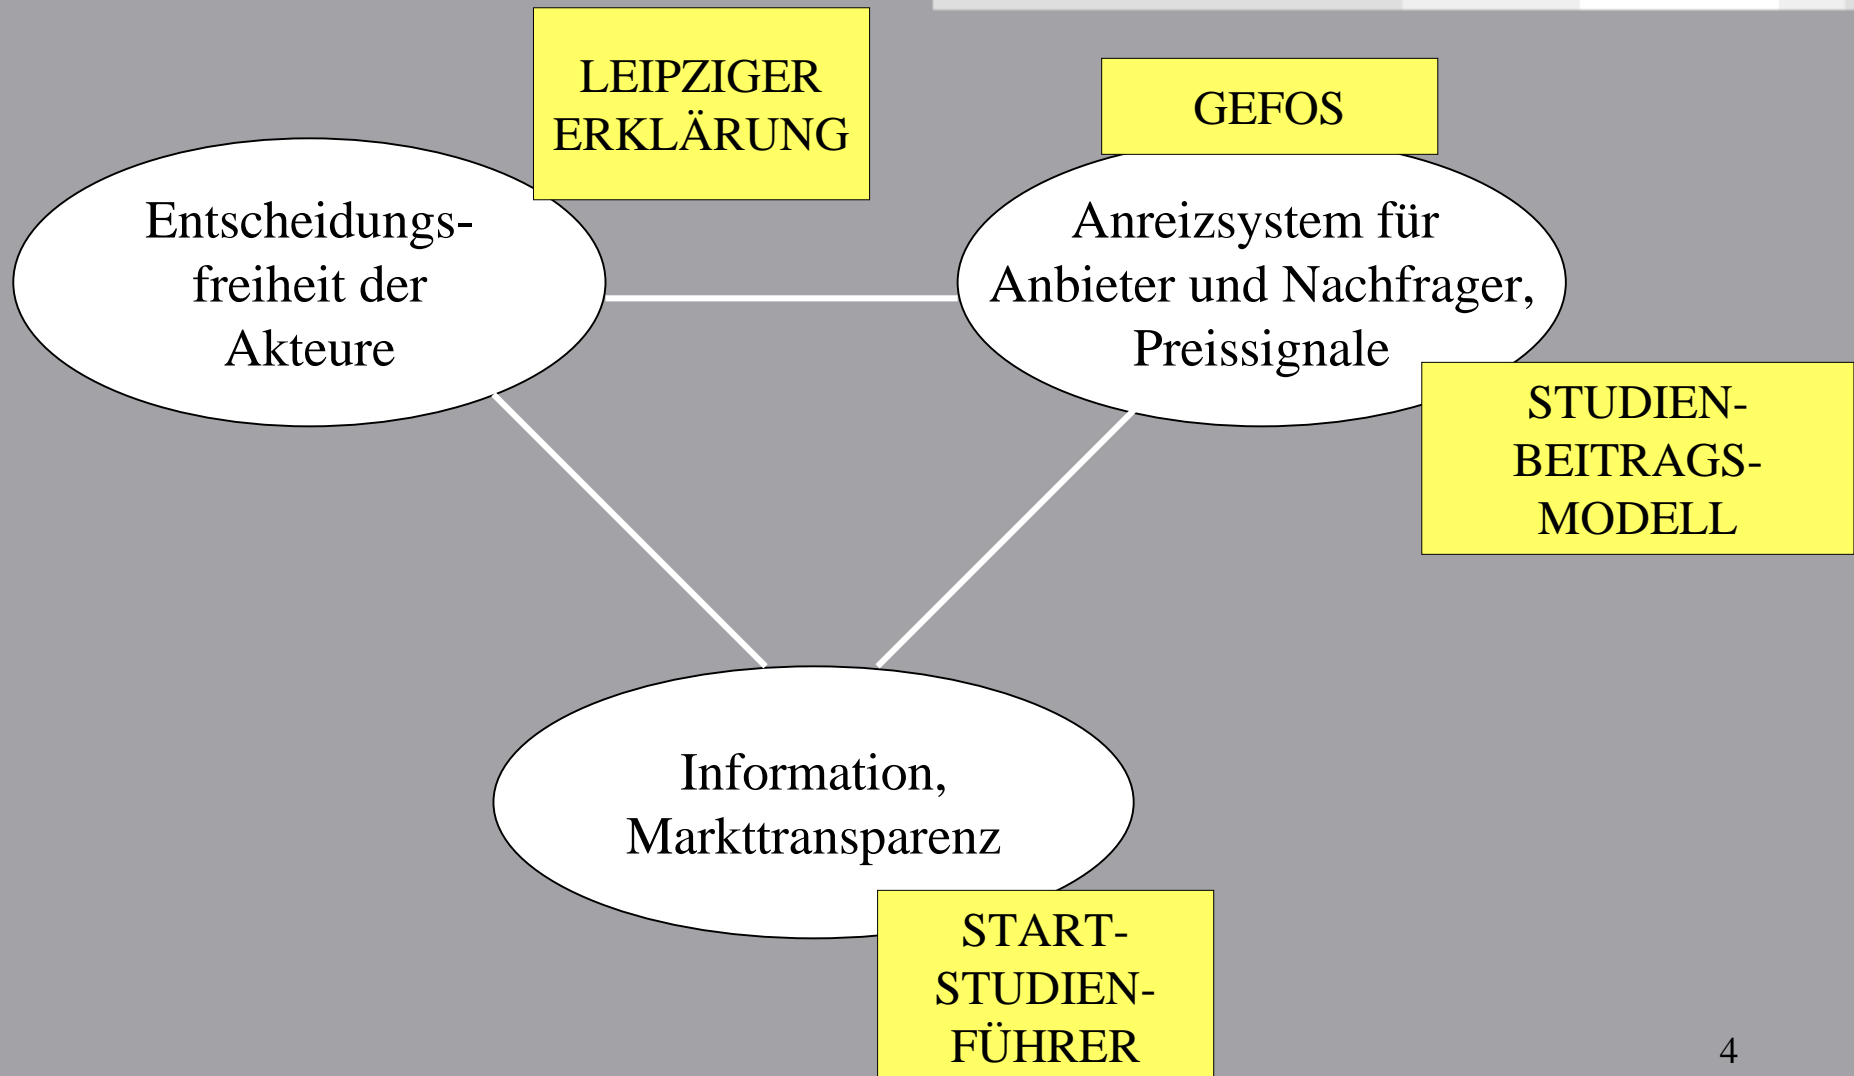 LEIPZIGER
ERKLÄRUNG
GEFOS
Entscheidungs-
freiheit der
Akteure
Anreizsystem für
Anbieter und Nachfrager,
Preissignale
STUDIEN-
BEITRAGS-
MODELL
Information,
Markttransparenz
START-
STUDIEN-
FÜHRER
4